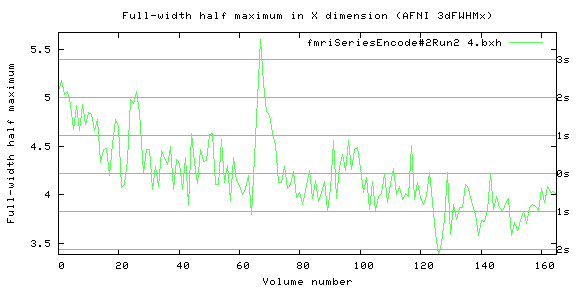 Full-width half maximum in X dimension (AFNI 3dFWHMx)
fmriSeriesEncode#2Run2 4.bxh
Full-width half maximum
5.5
5
4.5
4
3.5
3s
2s
1s
0s
1s
2s
0 20 40 60 80 100 120 140 160
Volume number